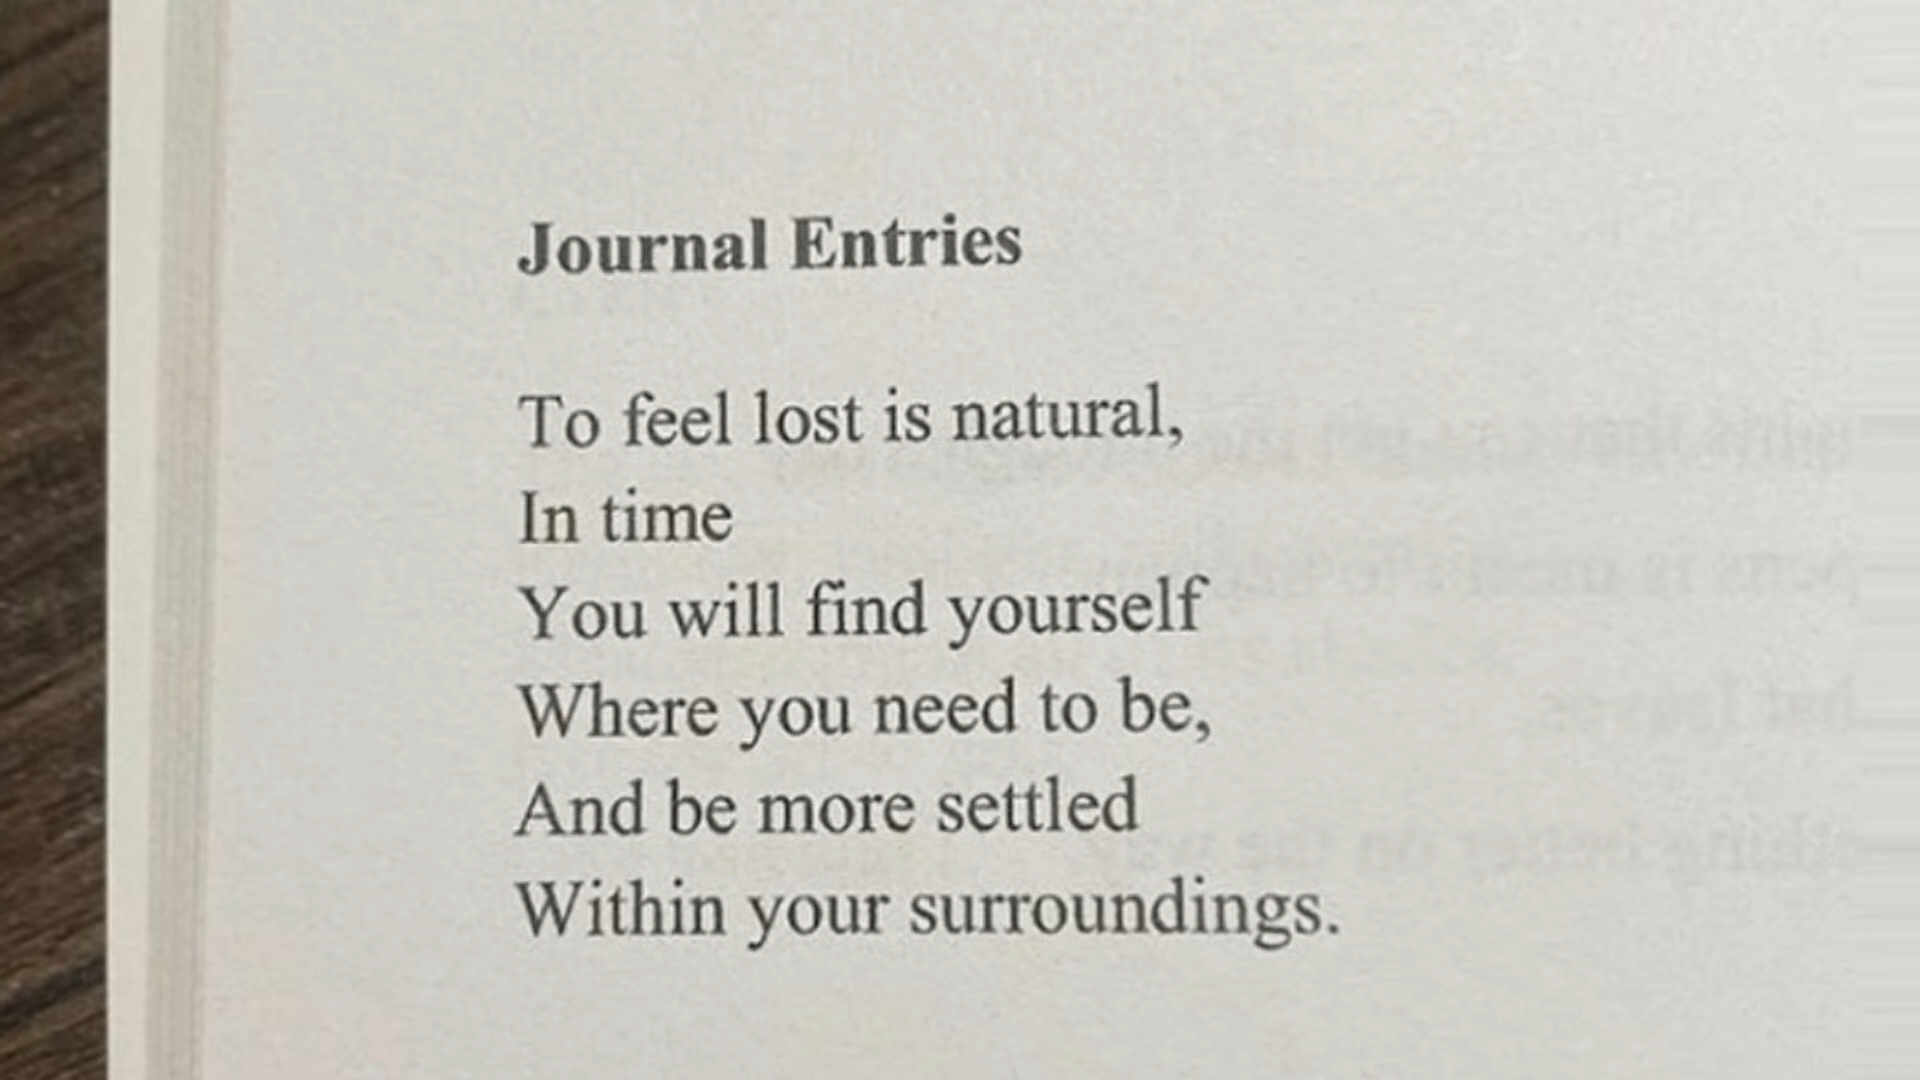 Journal Entries
To feel lost is natural,
In time
You will find yourself
Where you need to be,
And be more settled
Within your surroundings.